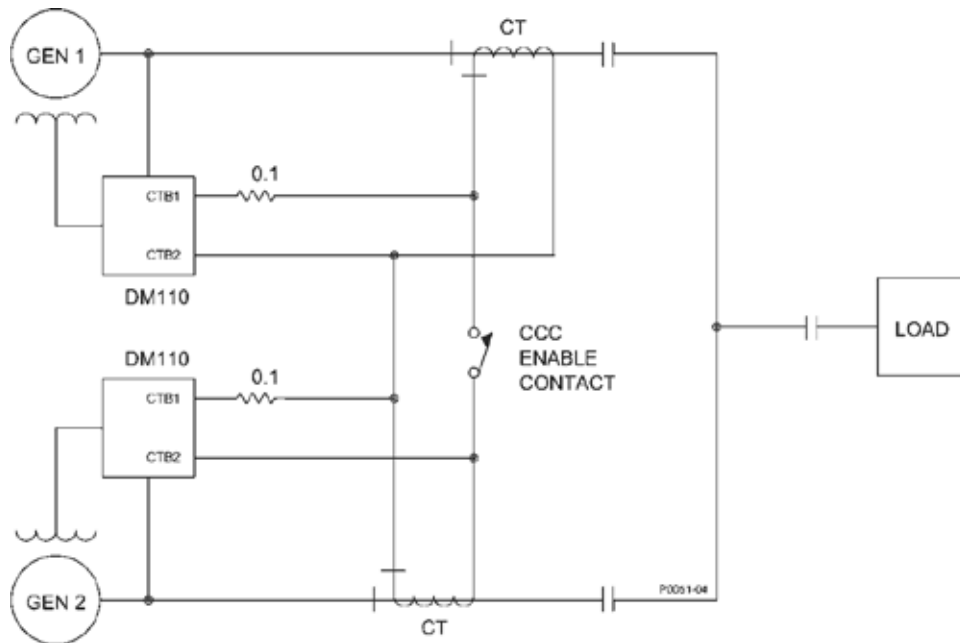 CT
GEN 1
0.1
CTB1
CTB2
DM110
CCC
ENABLE
CONTACT
LOAD
DM110
0.1
CTB1
CTB2
GEN 2
CT
P0051-04